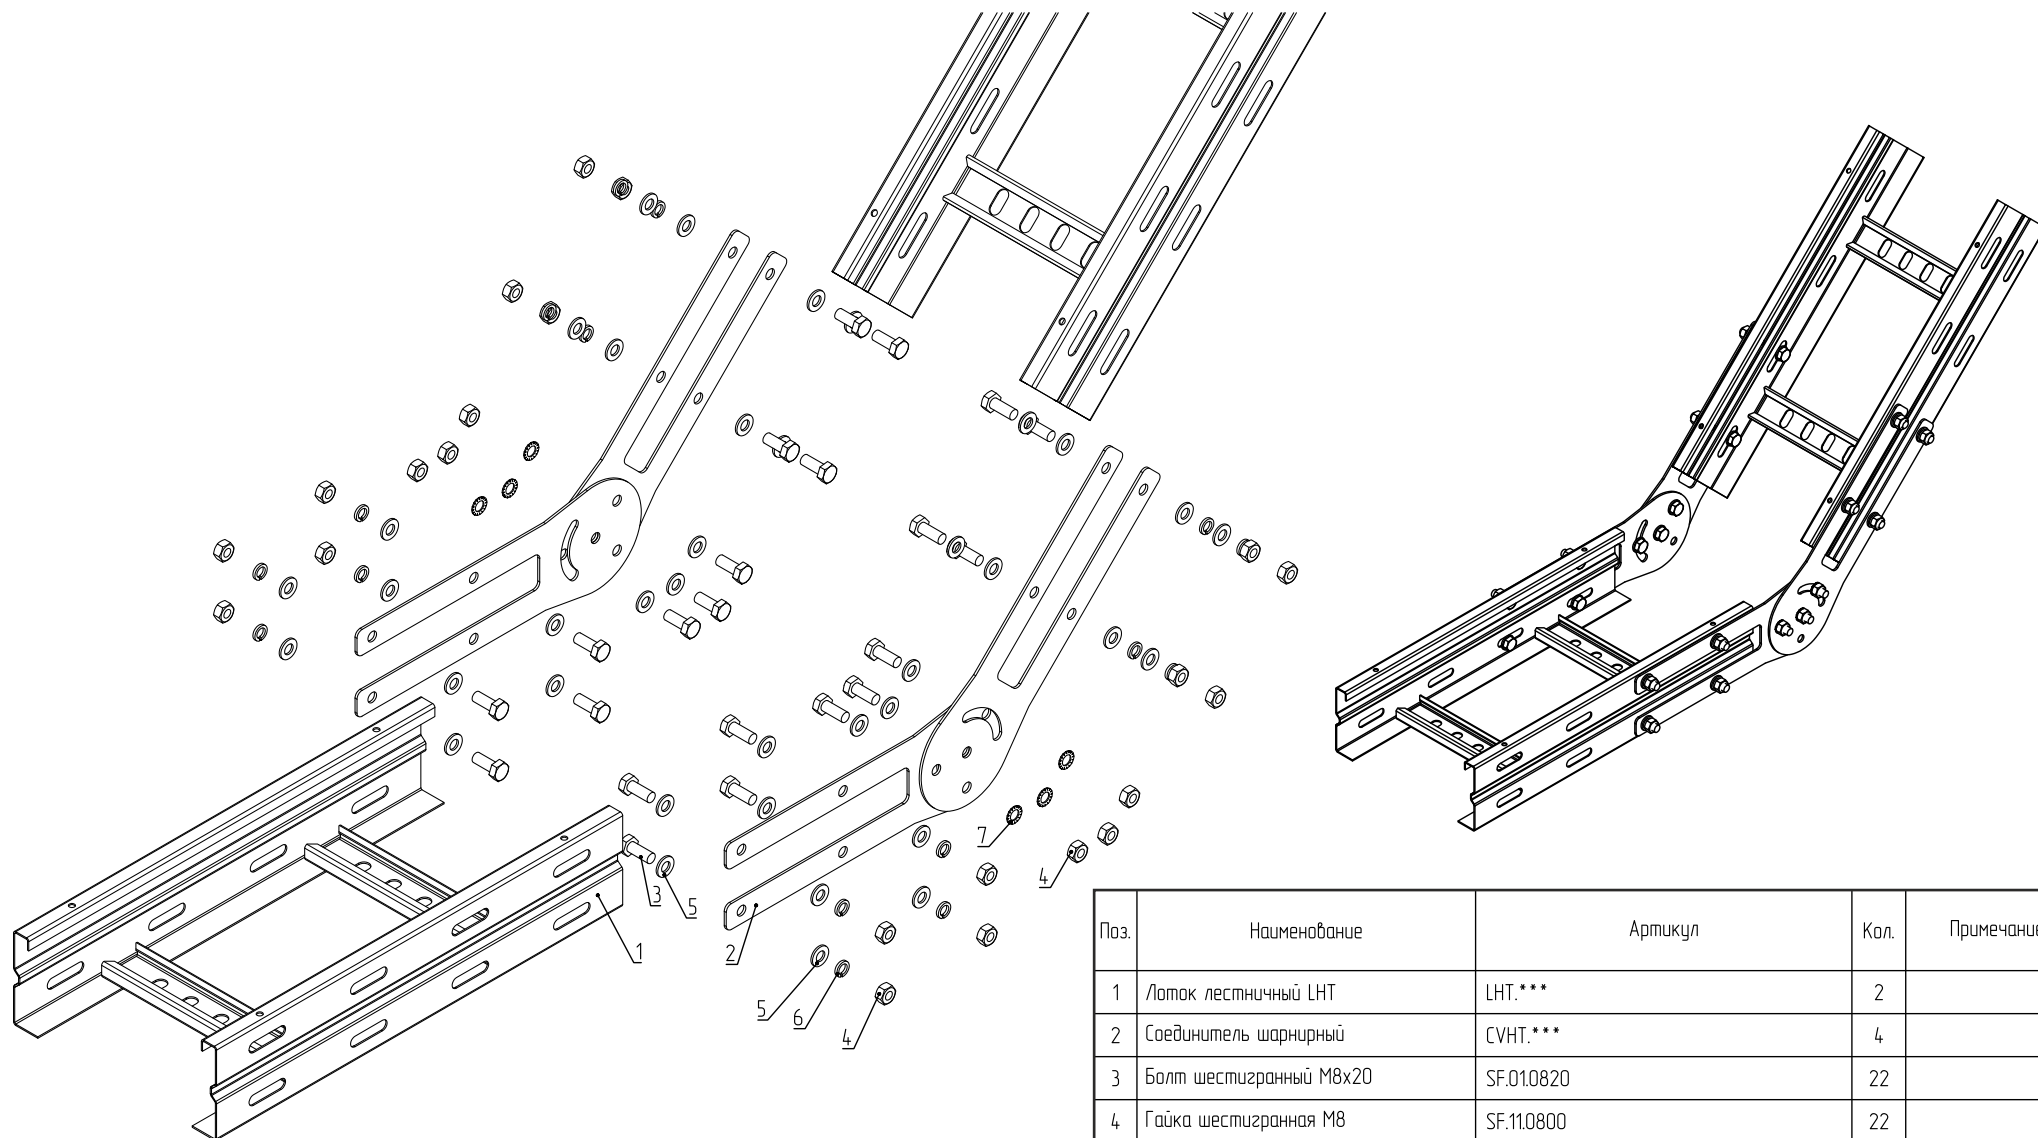 7
4
3
5
1
2
5
6
4
Поз. Наименование Артикул Кол. Примечание
1 Лоток лестничный LHT LHT.*** 2
2 Соединитель шарнирный CVHT.*** 4
3 Болт шестигранный М8х20 SF.01.0820 22
4 Гайка шестигранная М8 SF.11.0800 22